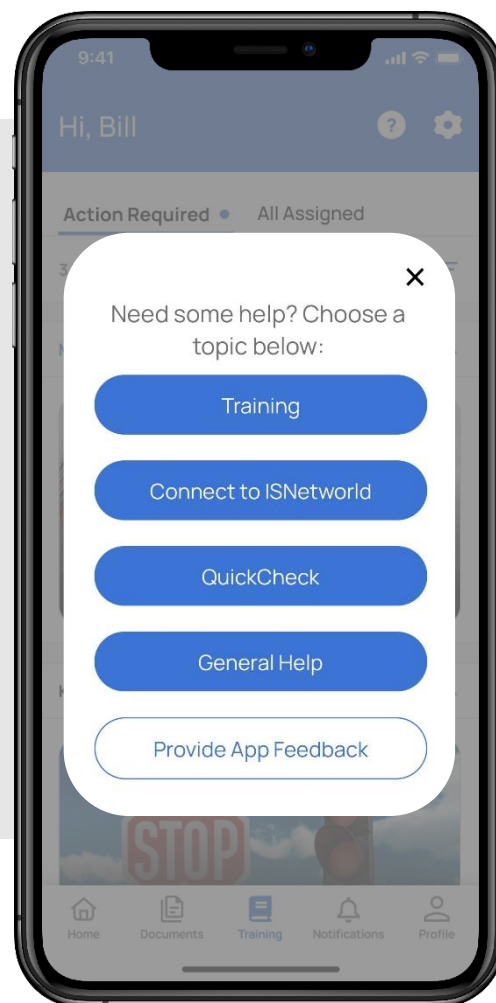 9:41
Hi, Bill
?
Action Required
All Assigned
3
Need some help? Choose a
topic below:
Training
Connect to ISNetworld
QuickCheck
General Help
Provide App Feedback
STOP
Home
Documents
Training
Notifications
Profile